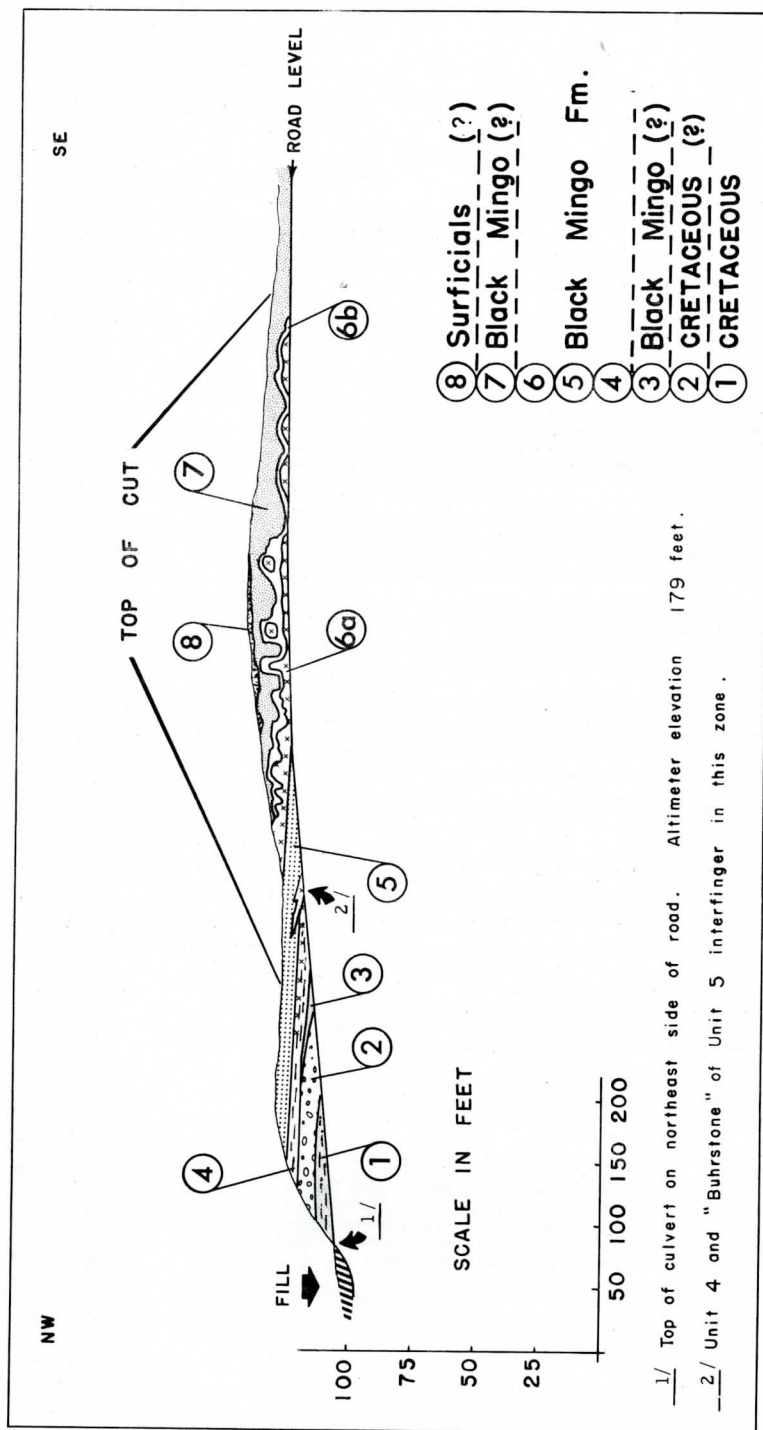 NW
SE
TOP OF CUT
ROAD LEVEL
FILL
1/
2/
1
2
3
4
5
6a
6b
7
8
SCALE IN FEET
100
75
50
25
50 100 150 200
8 Surficials (?)
7 Black Mingo (?)
6
5 Black Mingo Fm.
4
3 Black Mingo (?)
2 CRETACEOUS (?)
1 CRETACEOUS
1/ Top of culvert on northeast side of road. Altimeter elevation 179 feet.
2/ Unit 4 and "Buhrstone" of Unit 5 interfinger in this zone.